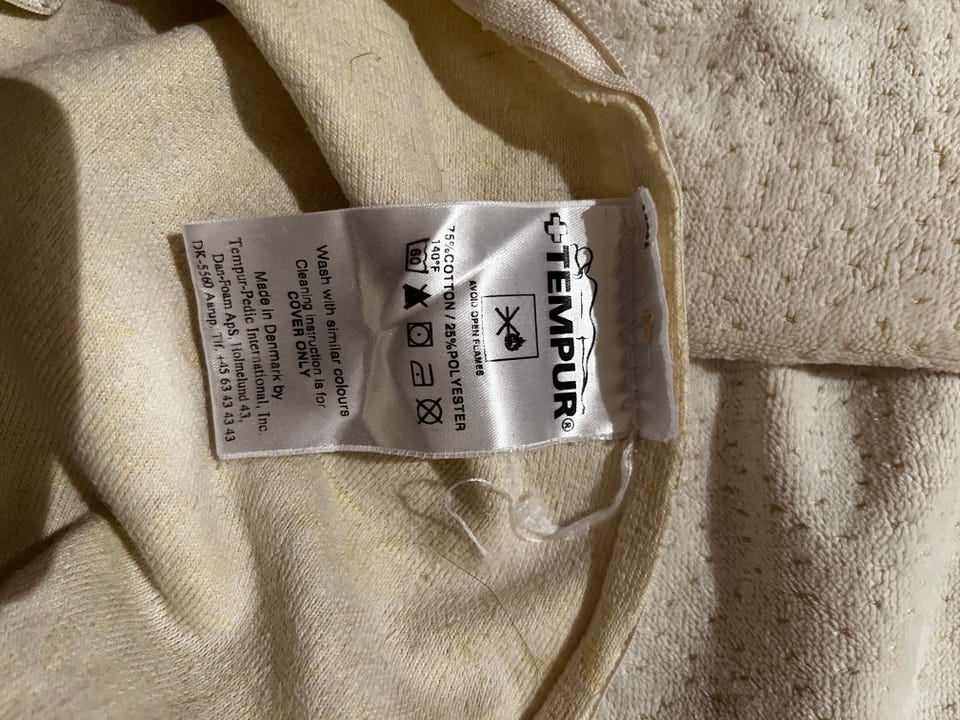 TEMPUR®
AVOID OPEN FLAMES
75%COTTON / 25%POLYESTER
140°F
60
Wash with similar colours
Cleaning instruction is for
COVER ONLY
Made in Denmark by
Tempur-Pedic International, Inc.
Dan-Foam ApS, Holmelund 43,
DK-5560 Aarup. Tlf. +45 63 43 43 43